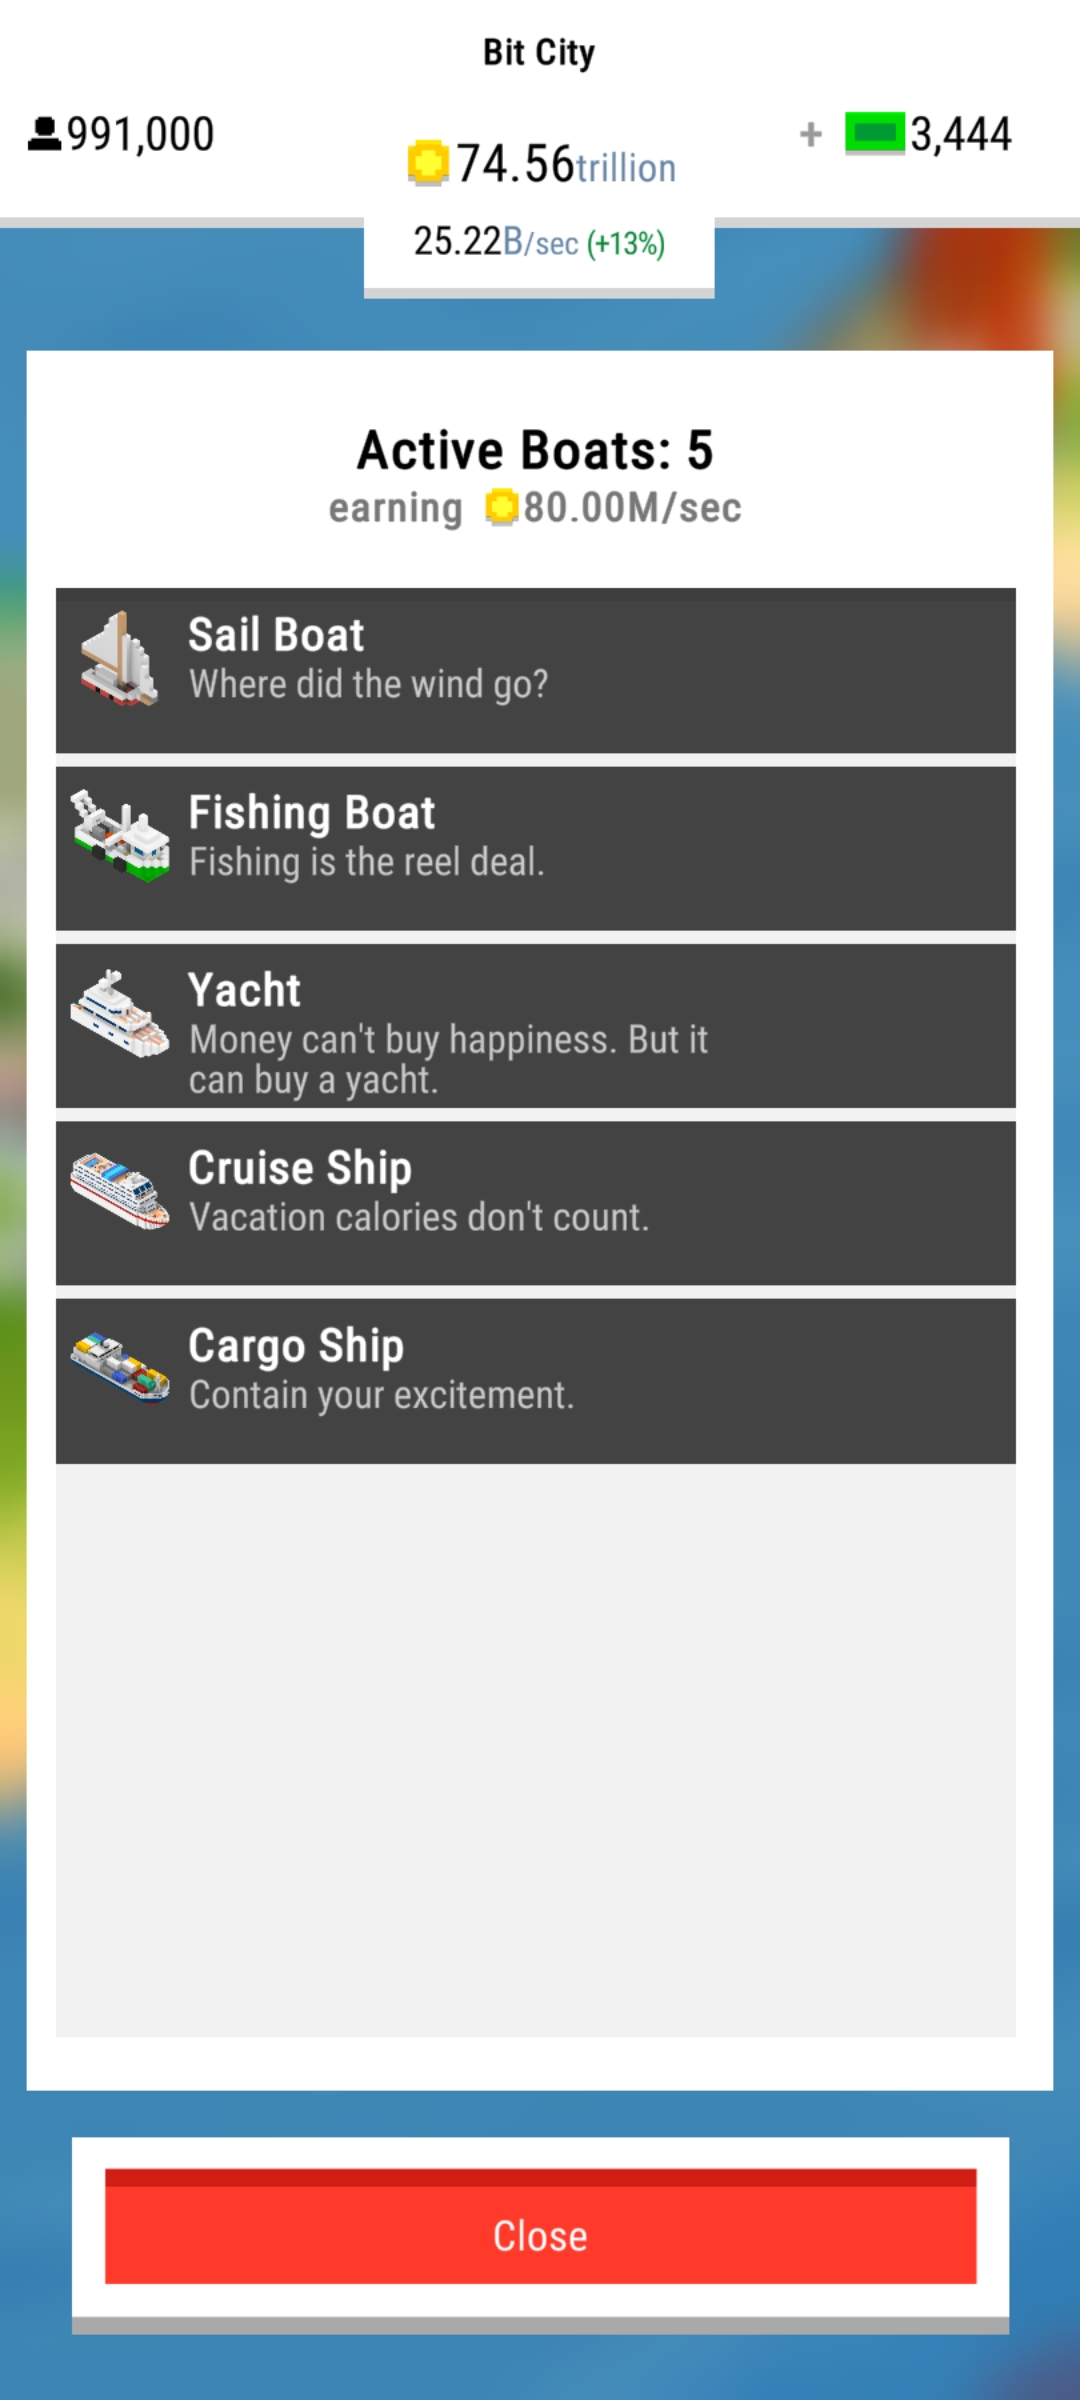 Bit City
991,000
74.56trillion
+ 3,444
25.22B/sec (+13%)
Active Boats: 5
earning 80.00M/sec
Sail Boat
Where did the wind go?
Fishing Boat
Fishing is the reel deal.
Yacht
Money can't buy happiness. But it
can buy a yacht.
Cruise Ship
Vacation calories don't count.
Cargo Ship
Contain your excitement.
Close